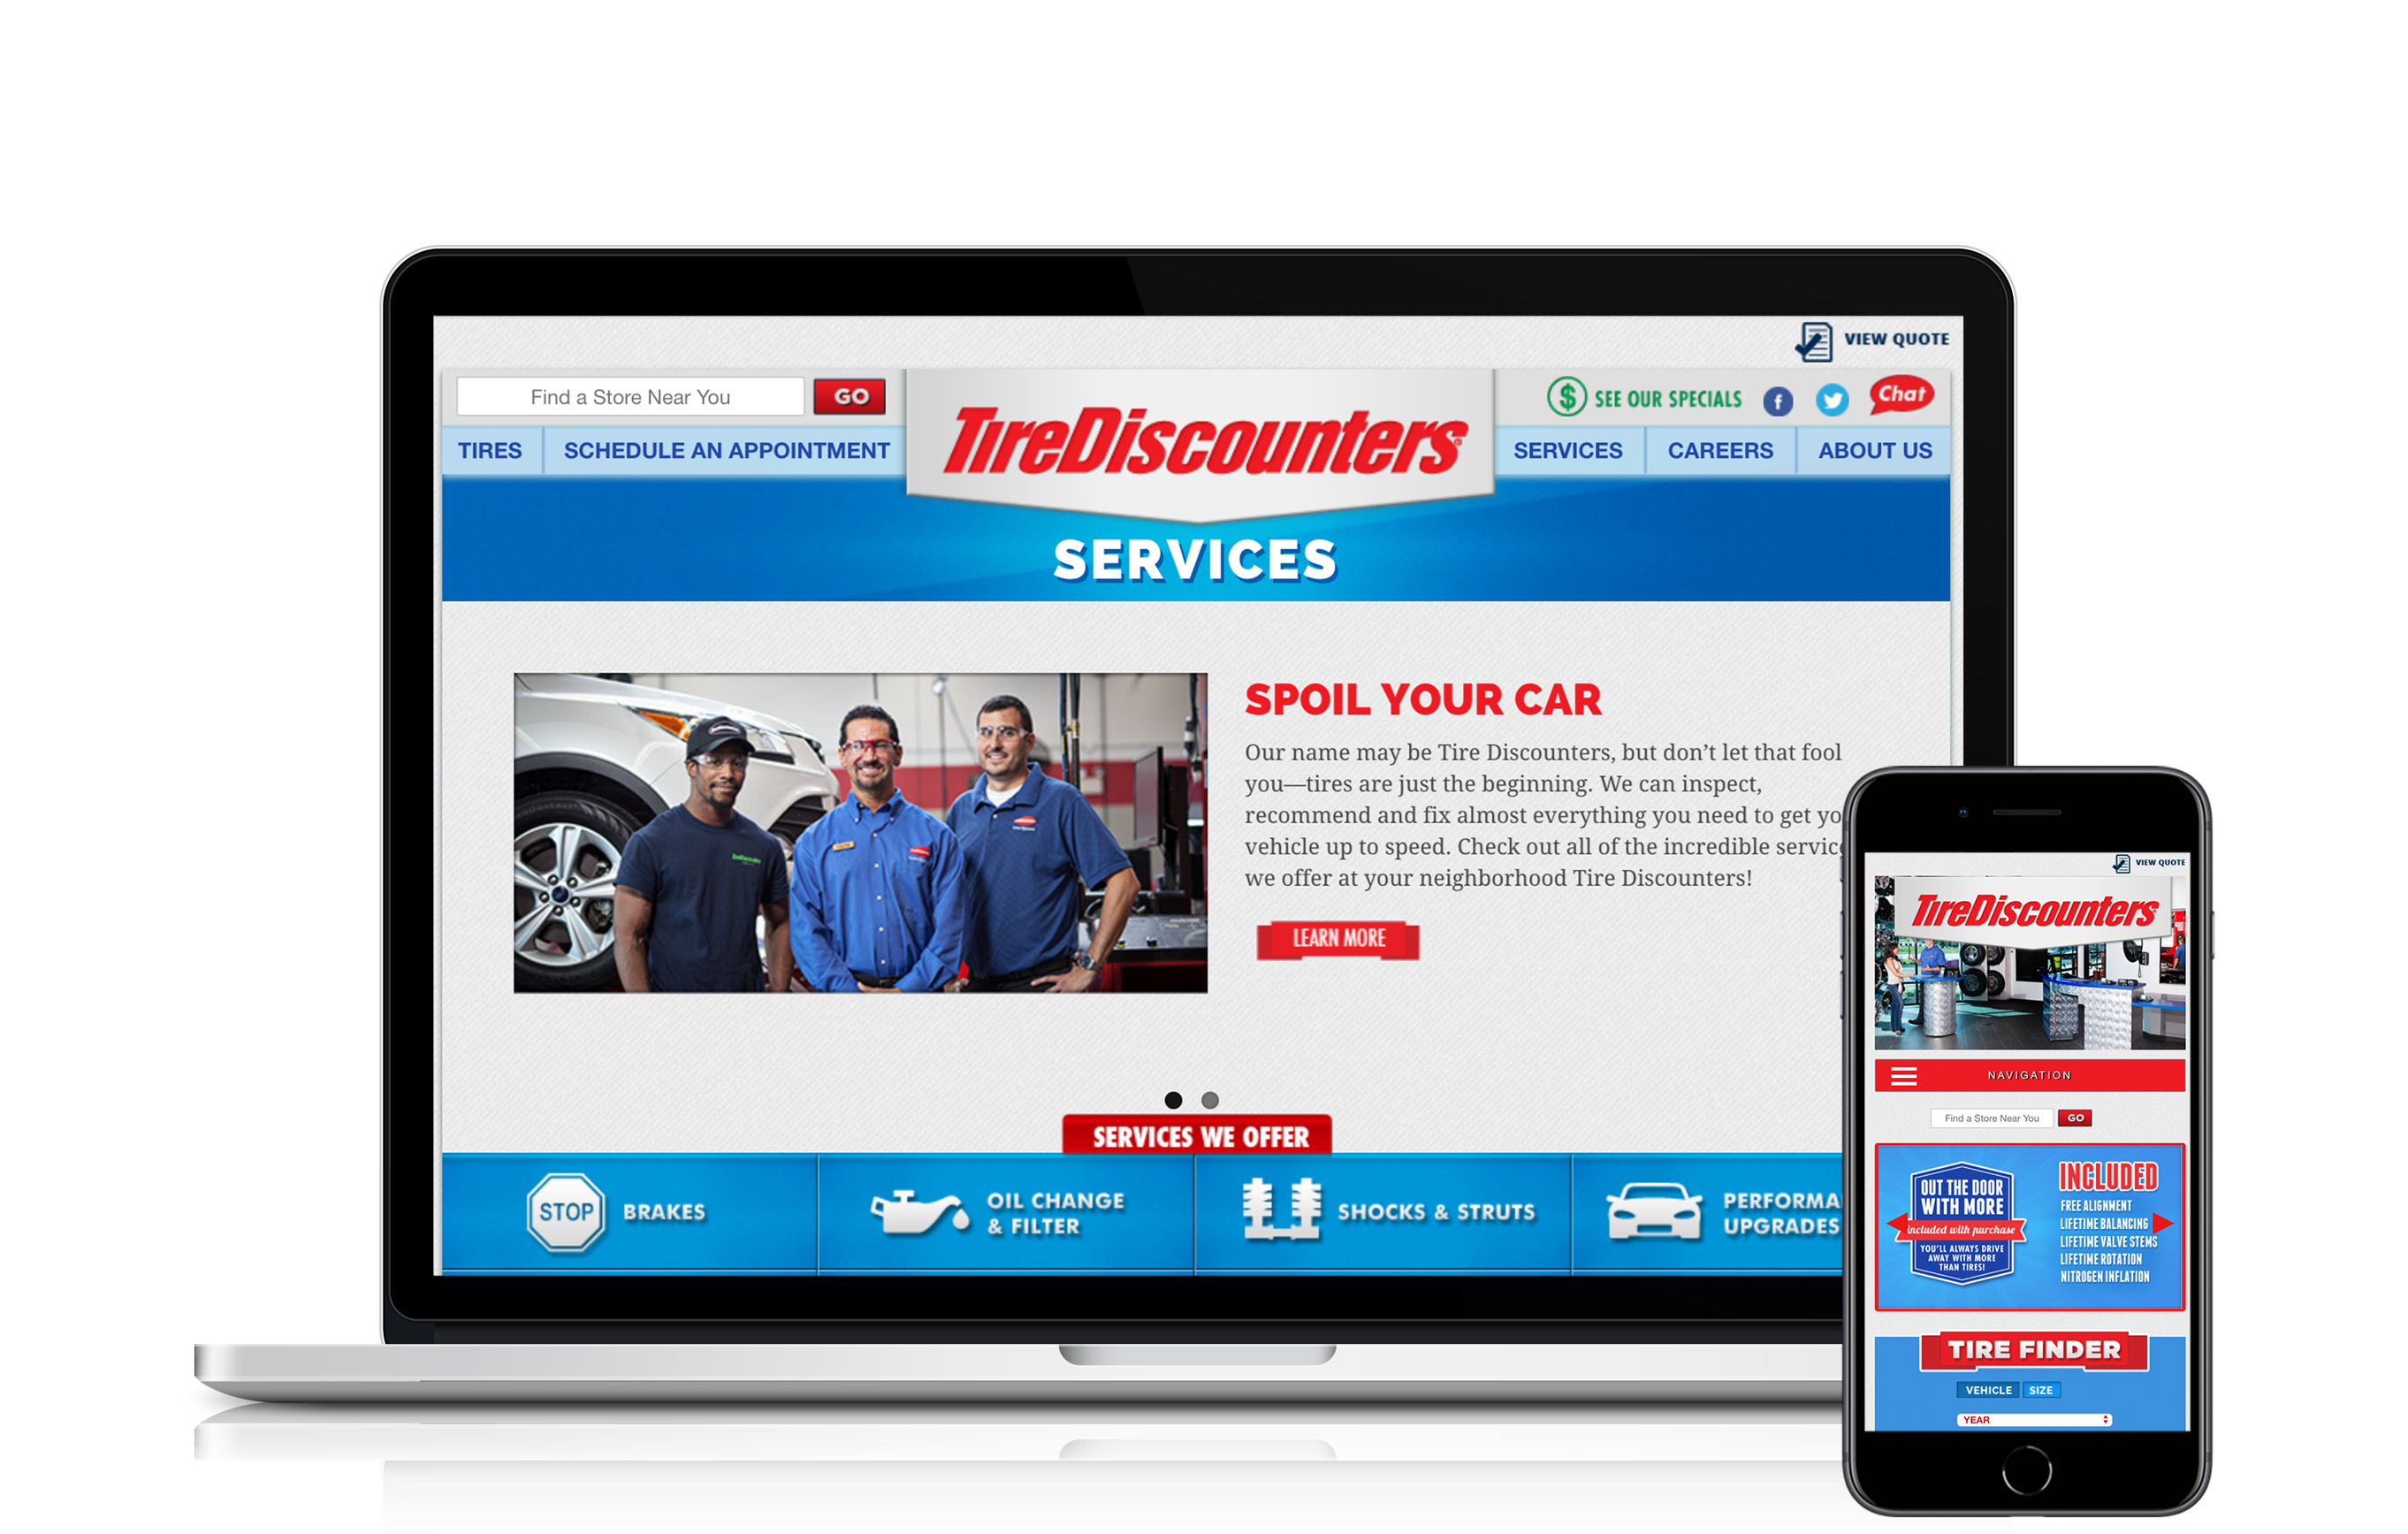 VIEW QUOTE
Find a Store Near You
GO
TireDiscounters®
$ SEE OUR SPECIALS
f
Chat
TIRES
SCHEDULE AN APPOINTMENT
SERVICES
CAREERS
ABOUT US
SERVICES
SPOIL YOUR CAR
Our name may be Tire Discounters, but don’t let that fool
you—tires are just the beginning. We can inspect,
recommend and fix almost everything you need to get yo
vehicle up to speed. Check out all of the incredible servic
we offer at your neighborhood Tire Discounters!
LEARN MORE
SERVICES WE OFFER
STOP
BRAKES
OIL CHANGE
& FILTER
SHOCKS & STRUTS
PERFORMA
UPGRADES
VIEW QUOTE
TireDiscounters
NAVIGATION
Find a Store Near You
GO
OUT THE DOOR
WITH MORE
included with purchase
YOU'LL ALWAYS DRIVE
AWAY WITH MORE
THAN TIRES!
INCLUDED
FREE ALIGNMENT
LIFETIME BALANCING
LIFETIME VALVE STEMS
LIFETIME ROTATION
NITROGEN INFLATION
TIRE FINDER
VEHICLE
SIZE
YEAR